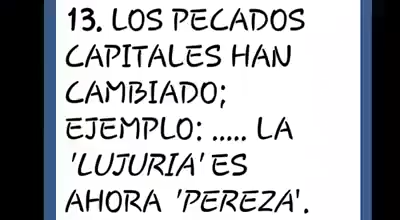 13. LOS PECADOS
CAPITALES HAN
CAMBIADO;
EJEMPLO: ..... LA
'LUJURIA' ES
AHORA 'PEREZA'.